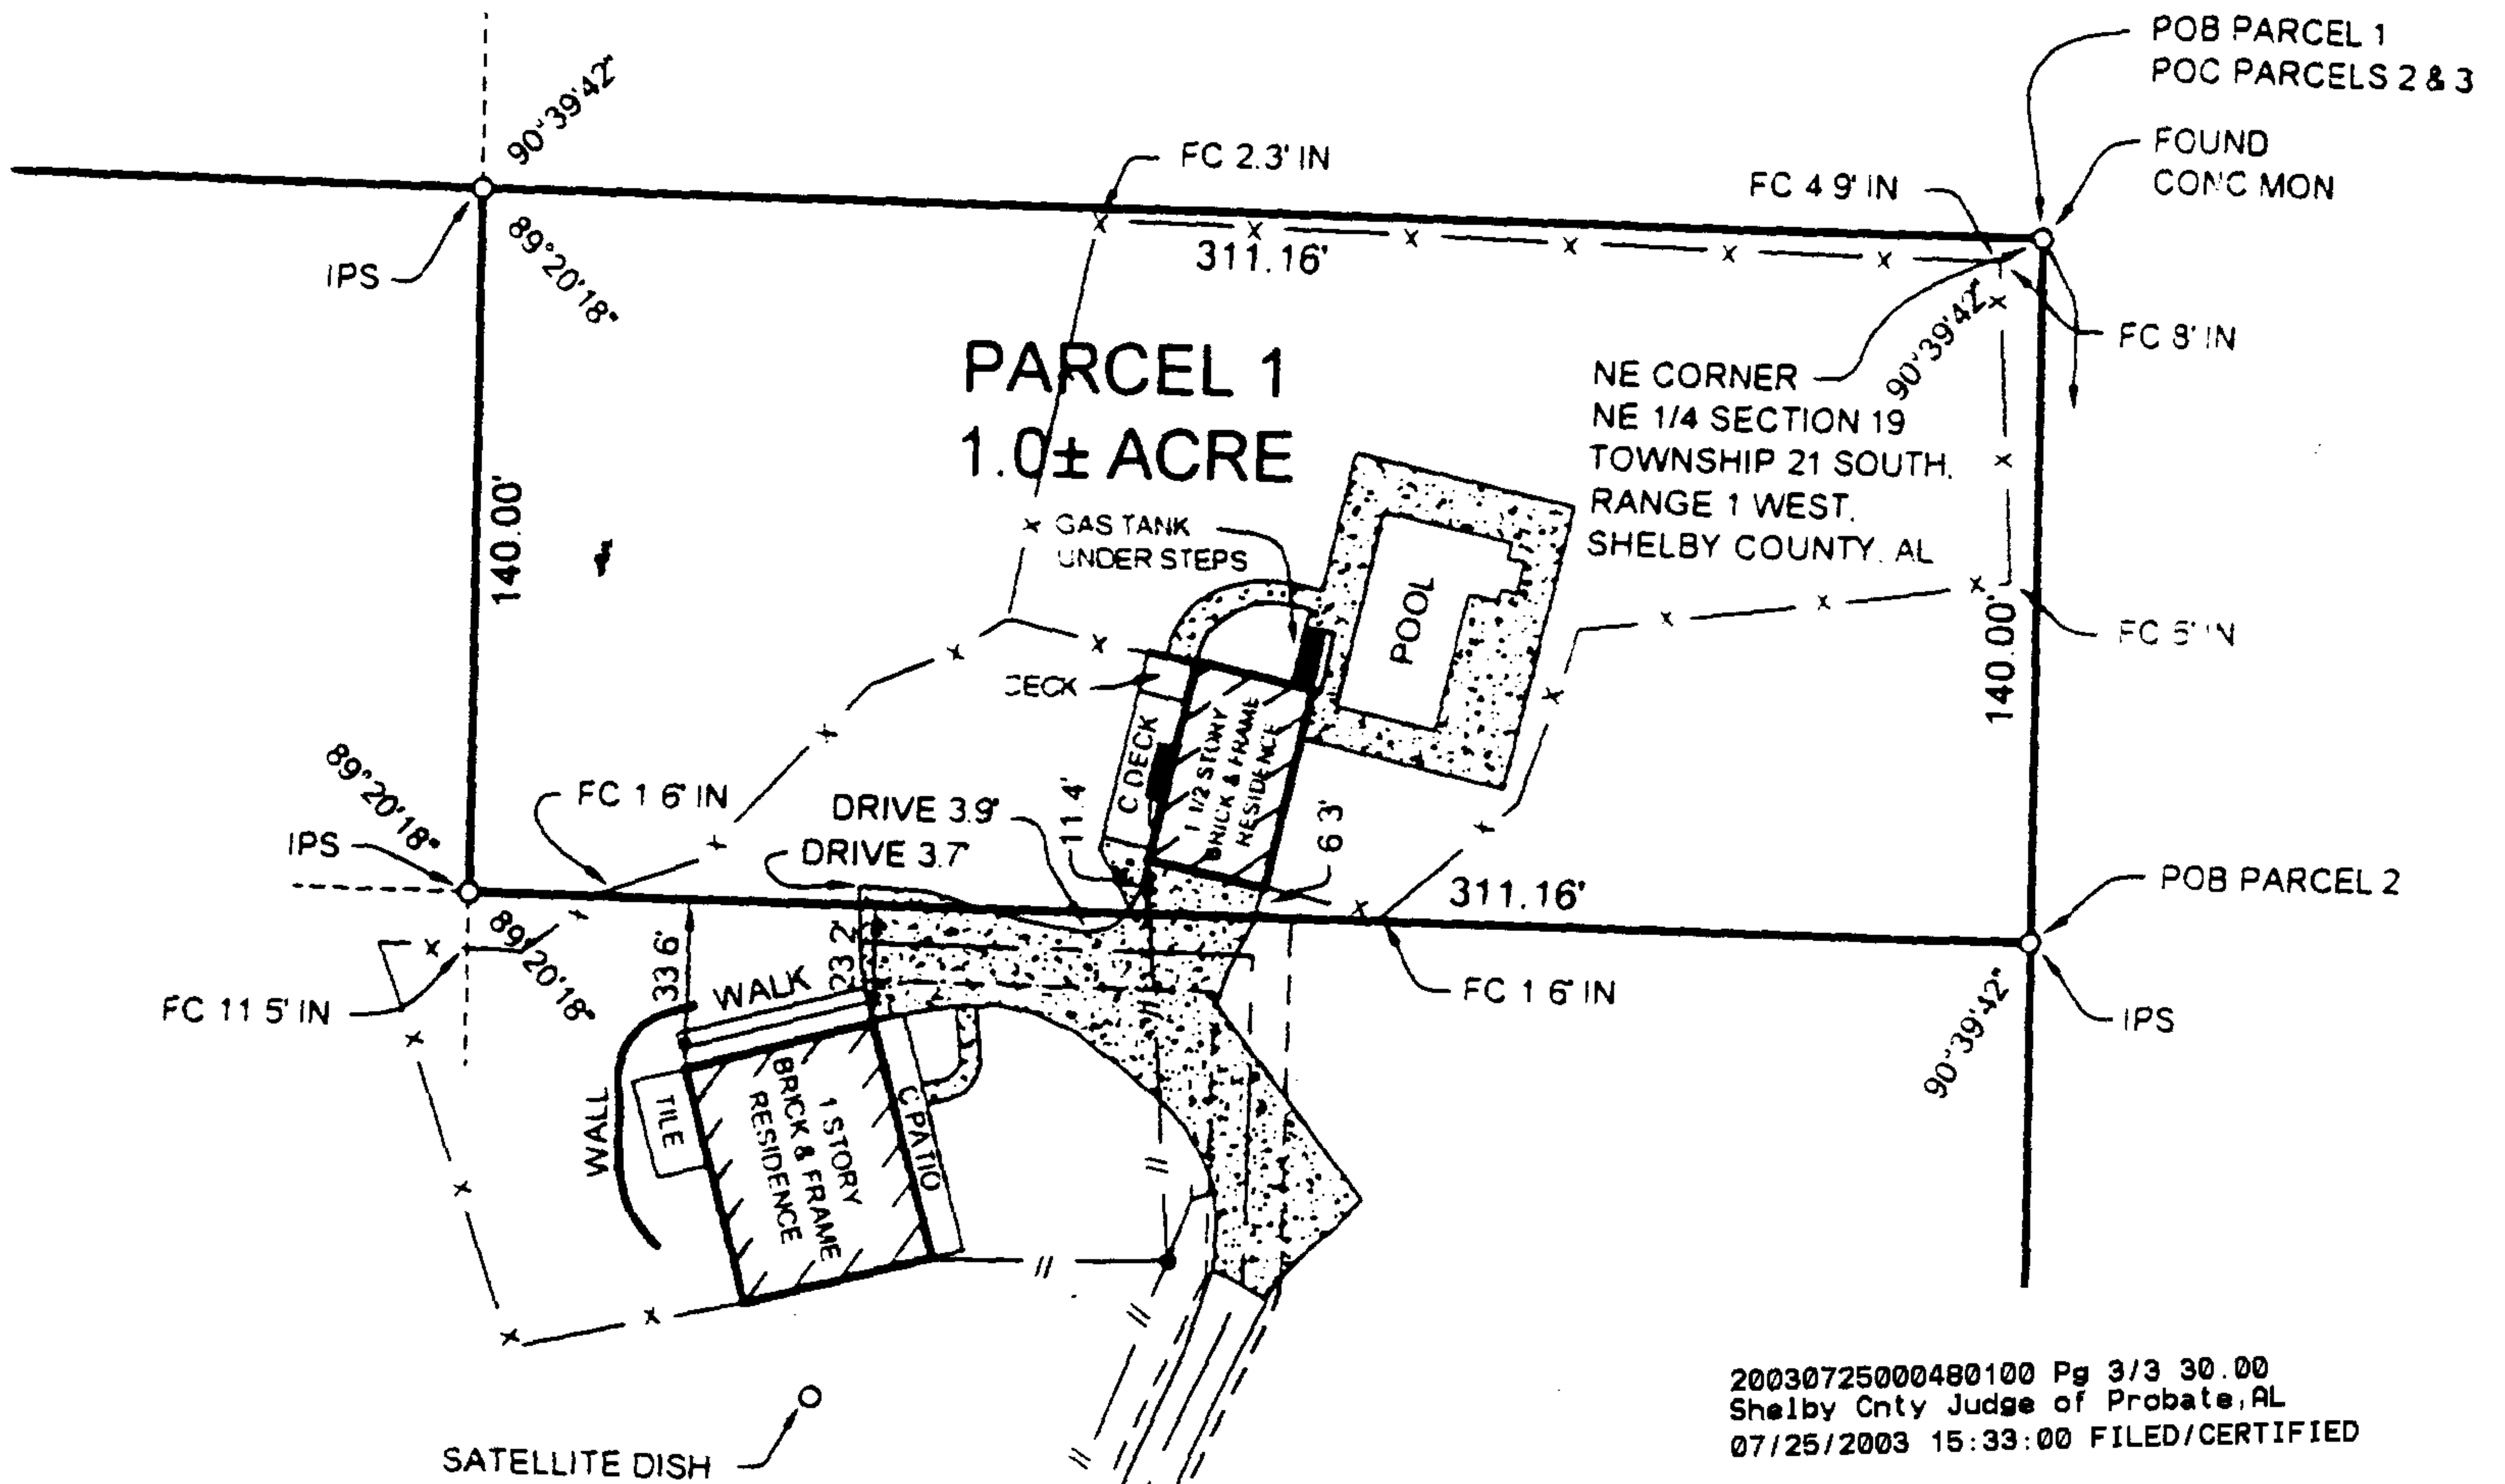 POB PARCEL 1
POC PARCELS 2 & 3
FOUND
CONC MON
90°39'42"
FC 2.3' IN
FC 4 9' IN
IPS
89°20'18"
311.16'
90°39'42"
FC 8' IN
PARCEL 1
1.0± ACRE
NE CORNER
NE 1/4 SECTION 19
TOWNSHIP 21 SOUTH.
RANGE 1 WEST.
SHELBY COUNTY. AL
140.00'
GAS TANK
UNDER STEPS
POOL
140.00'
FC IN
DECK
C DECK
1 1/2 STORY
BRICK & FRAME
RESIDENCE
89°20'18"
FC 1 6' IN
DRIVE 3.9'
DRIVE 3.7'
11 4'
6 3'
IPS
311.16'
POB PARCEL 2
89°20'18"
33 6'
23 2'
WALK
FC 11 5' IN
FC 1 6' IN
IPS
90°39'42"
WALL
TILE
1 STORY
BRICK & FRAME
RESIDENCE
C PATIO
SATELLITE DISH
20030725000480100 Pg 3/3 30.00
Shelby Cnty Judge of Probate,AL
07/25/2003 15:33:00 FILED/CERTIFIED